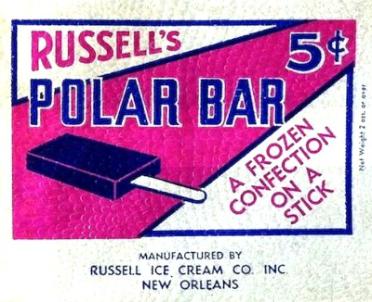 RUSSELL'S
5¢
POLAR BAR
A FROZEN
CONFECTION
ON A
STICK
Net Weight 2 ozs. or over
MANUFACTURED BY
RUSSELL ICE CREAM CO. INC.
NEW ORLEANS